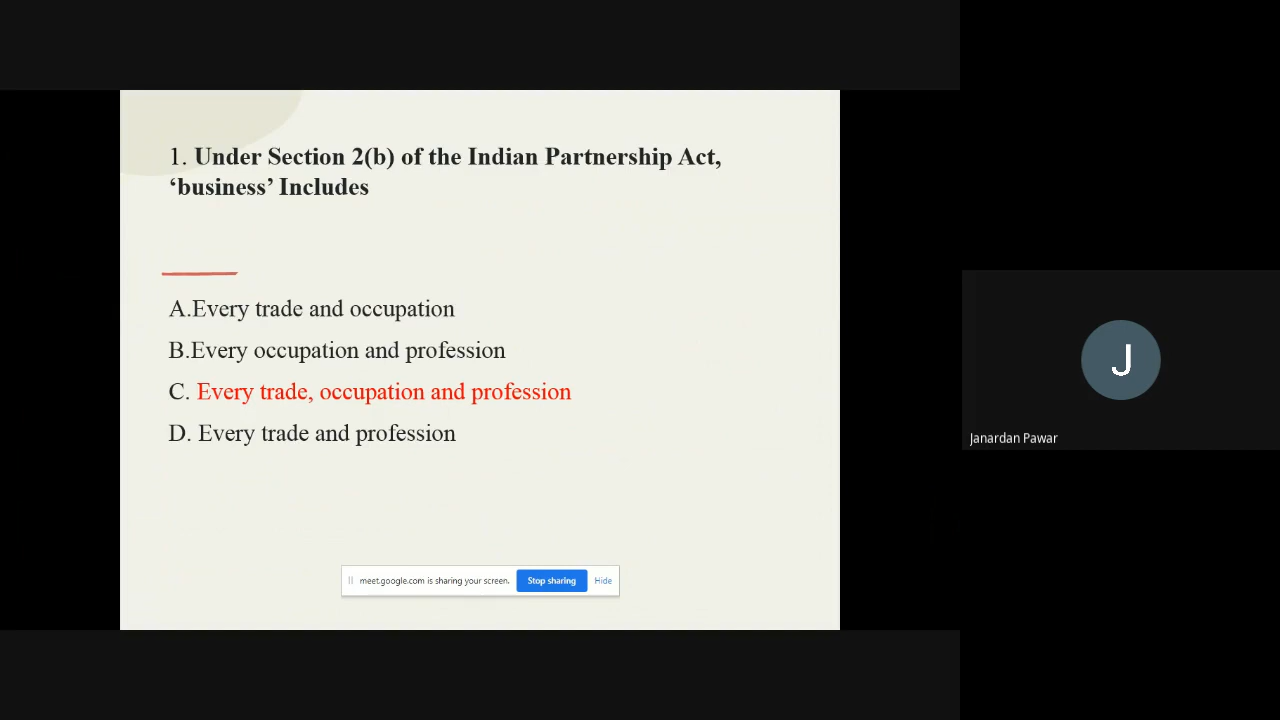 1. Under Section 2(b) of the Indian Partnership Act,
‘business’ Includes
A.Every trade and occupation
B.Every occupation and profession
C. Every trade, occupation and profession
D. Every trade and profession
meet.google.com is sharing your screen. Stop sharing Hide
J
Janardan Pawar